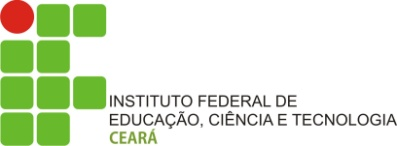 INSTITUTO FEDERAL DE
EDUCAÇÃO, CIÊNCIA E TECNOLOGIA
CEARÁ